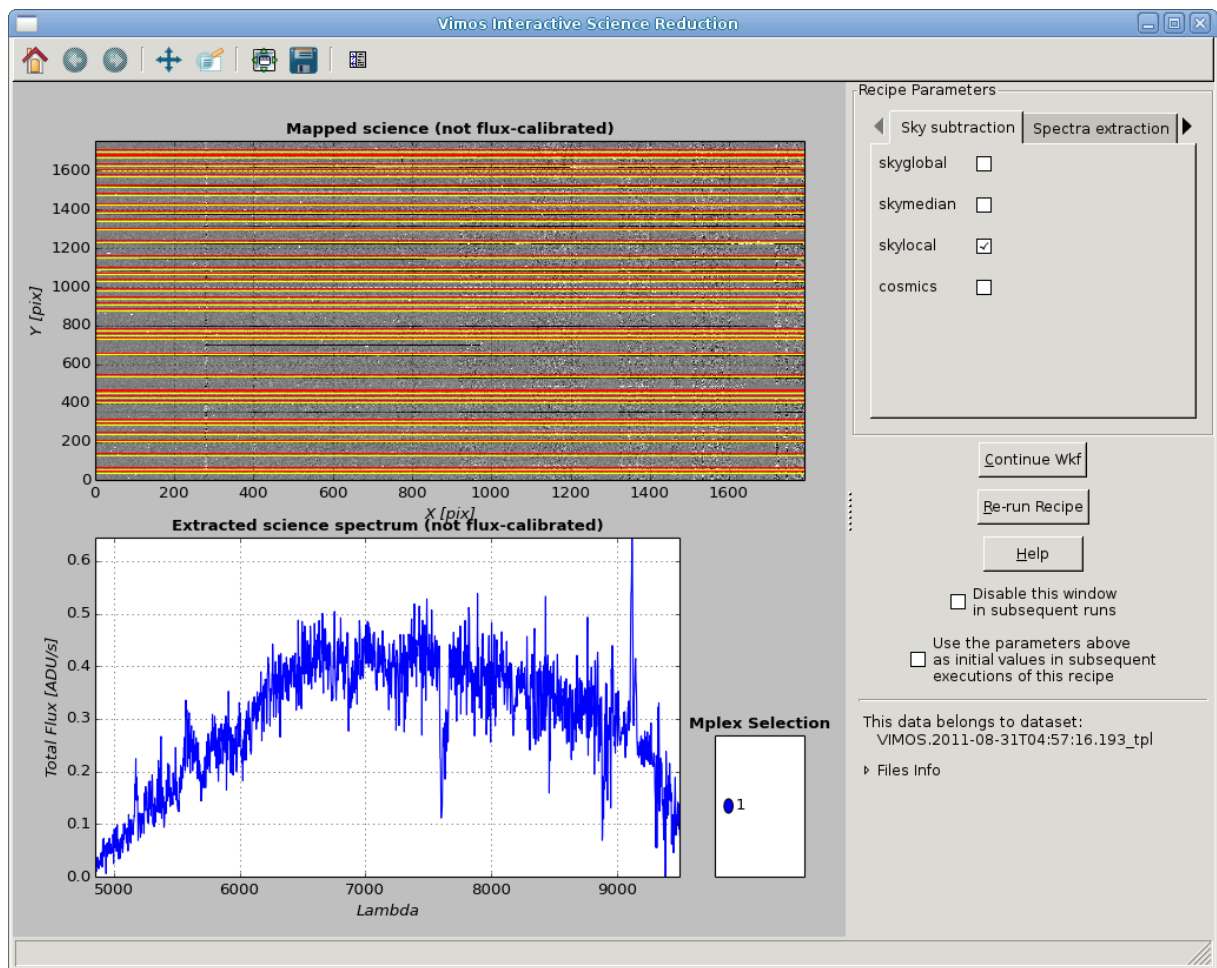 Vimos Interactive Science Reduction
Mapped science (not flux-calibrated)
1600
1400
1200
1000
800
600
400
200
0
Y [pix]
0 200 400 600 800 1000 1200 1400 1600
X [pix]
Extracted science spectrum (not flux-calibrated)
0.6
0.5
0.4
0.3
0.2
0.1
0.0
Total Flux [ADU/s]
5000 6000 7000 8000 9000
Lambda
Mplex Selection
1
Recipe Parameters
Sky subtraction Spectra extraction
skyglobal
skymedian
skylocal
cosmics
Continue Wkf
Re-run Recipe
Help
Disable this window
in subsequent runs
Use the parameters above
as initial values in subsequent
executions of this recipe
This data belongs to dataset:
VIMOS.2011-08-31T04:57:16.193_tpl
Files Info